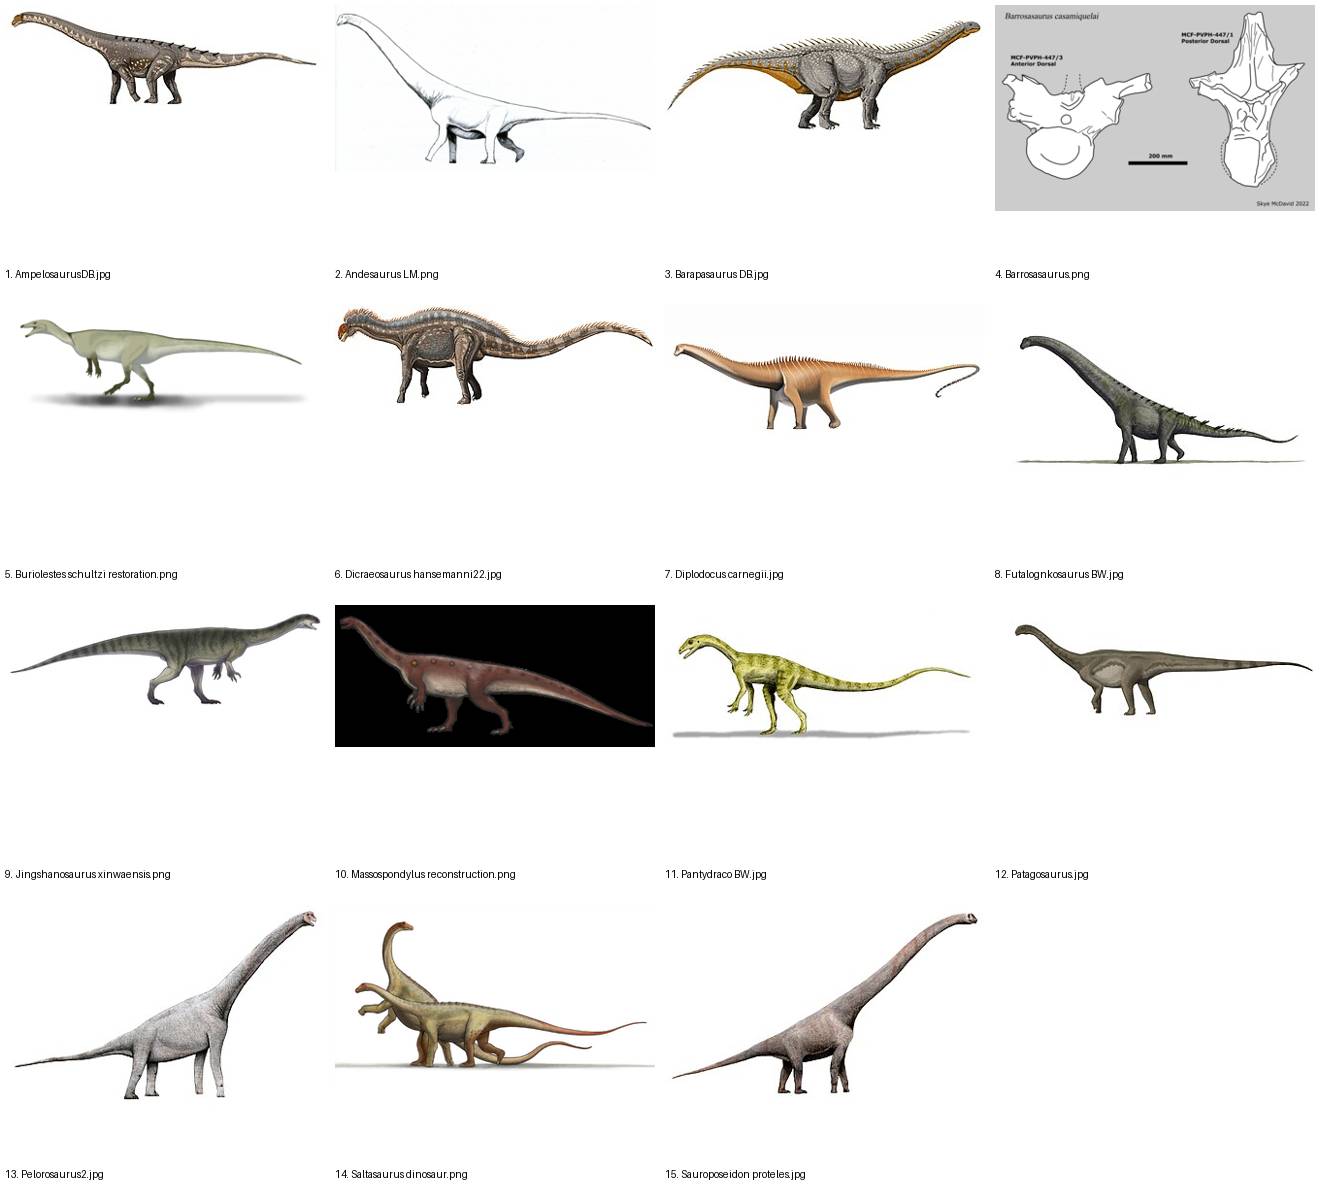 Barrosasaurus casamiquelai
MCF-PVPH-447/1
Posterior Dorsal
MCF-PVPH-447/3
Anterior Dorsal
200 mm
Skye McDavid 2022
1. AmpelosaurusDB.jpg
2. Andesaurus LM.png
3. Barapasaurus DB.jpg
4. Barrosasaurus.png
5. Buriolestes schultzi restoration.png
6. Dicraeosaurus hansemanni22.jpg
7. Diplodocus carnegii.jpg
8. Futalognkosaurus BW.jpg
9. Jingshanosaurus xinwaensis.png
10. Massospondylus reconstruction.png
11. Pantydraco BW.jpg
12. Patagosaurus.jpg
13. Pelorosaurus2.jpg
14. Saltasaurus dinosaur.png
15. Sauroposeidon proteles.jpg